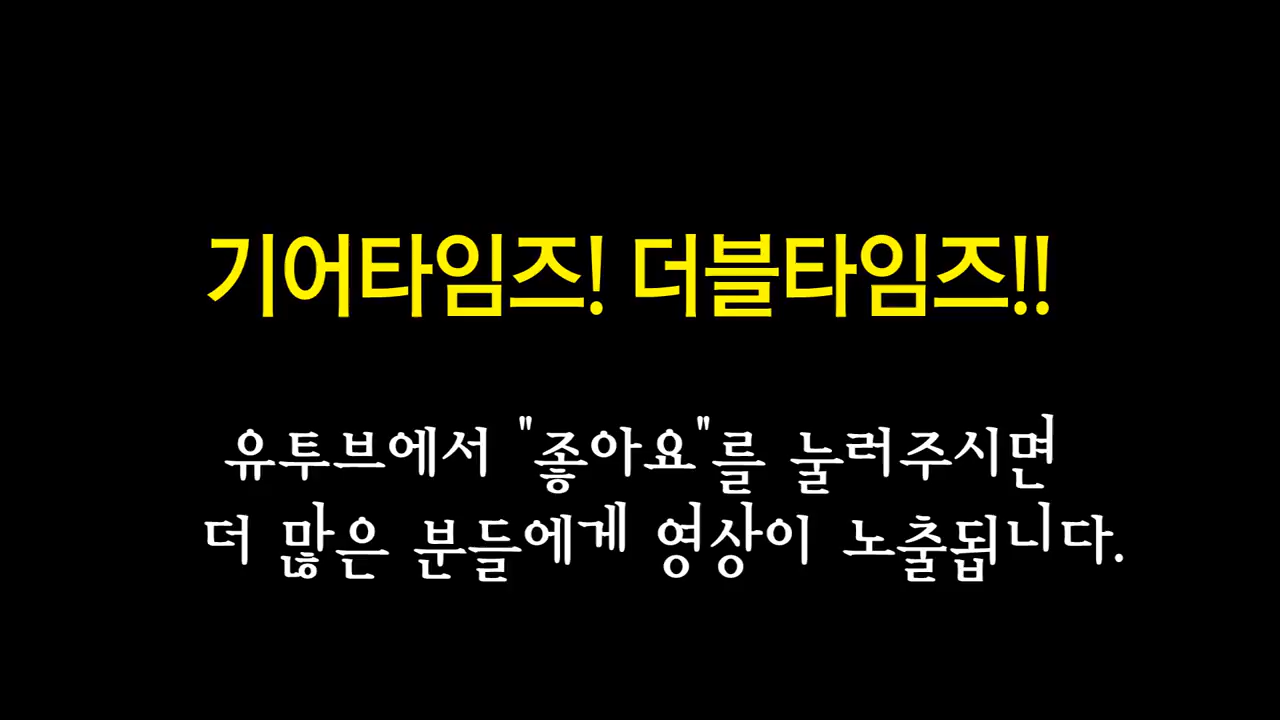 기어타임즈! 더블타임즈!!
유투브에서 "좋아요"를 눌러주시면
더 많은 분들에게 영상이 노출됩니다.